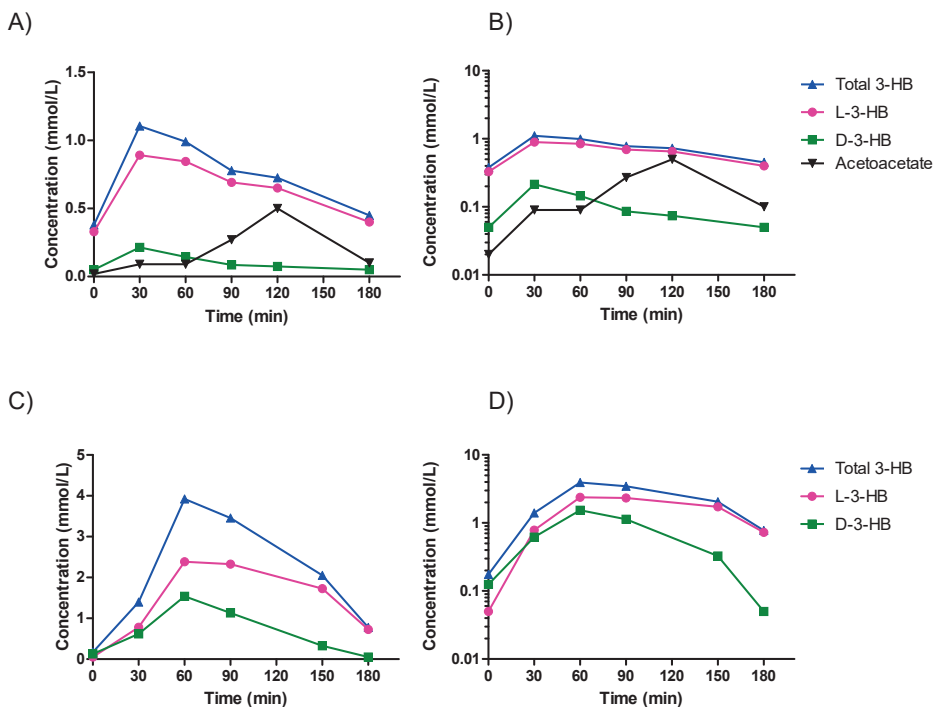 A)
Concentration (mmol/L)
1.5
1.0
0.5
0.0
0 30 60 90 120 150 180
Time (min)
B)
Concentration (mmol/L)
10
1
0.1
0.01
0 30 60 90 120 150 180
Time (min)
Total 3-HB
L-3-HB
D-3-HB
Acetoacetate
C)
Concentration (mmol/L)
5
4
3
2
1
0
0 30 60 90 120 150 180
Time (min)
D)
Concentration (mmol/L)
10
1
0.1
0.01
0 30 60 90 120 150 180
Time (min)
Total 3-HB
L-3-HB
D-3-HB